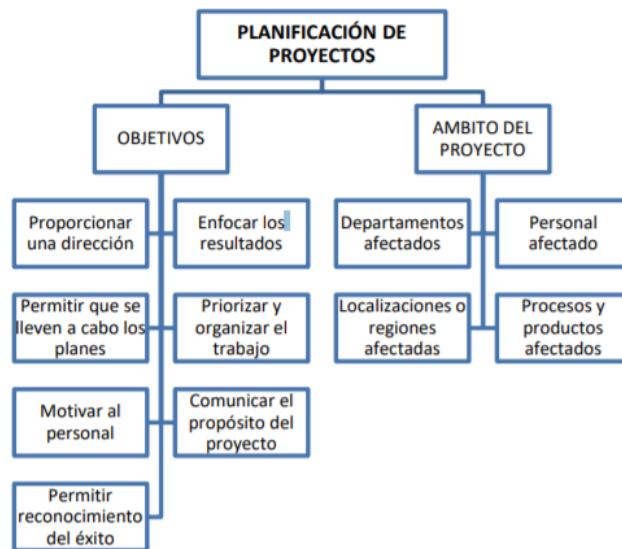 PLANIFICACIÓN DE
PROYECTOS
OBJETIVOS
AMBITO DEL
PROYECTO
Proporcionar
una dirección
Enfocar los
resultados
Departamentos
afectados
Personal
afectado
Permitir que se
lleven a cabo los
planes
Priorizar y
organizar el
trabajo
Localizaciones o
regiones
afectadas
Procesos y
productos
afectados
Motivar al
personal
Comunicar el
propósito del
proyecto
Permitir
reconocimiento
del éxito